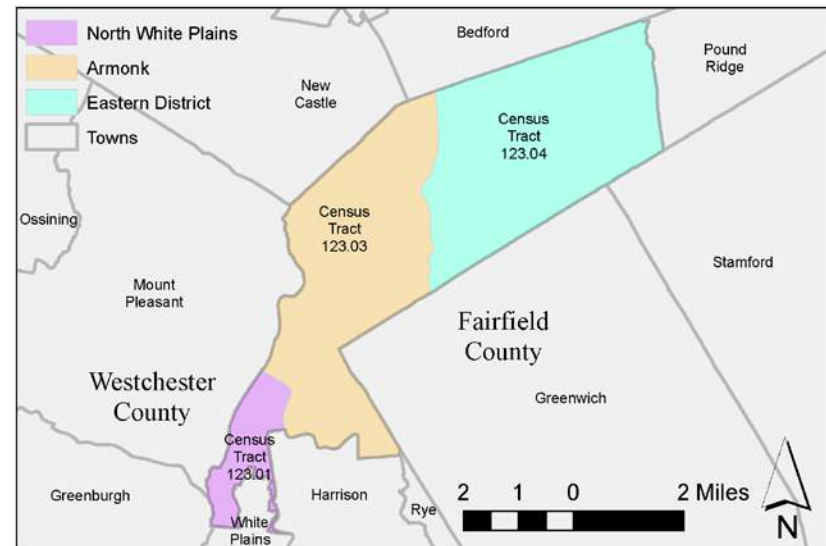 North White Plains
Armonk
Eastern District
Towns
Bedford
Pound
Ridge
New
Castle
Census
Tract
123.04
Census
Tract
123.03
Ossining
Mount
Pleasant
Stamford
Fairfield
County
Westchester
County
Greenwich
Census
Tract
123.01
Greenburgh
Harrison
Rye
White
Plains
2 1 0 2 Miles
N